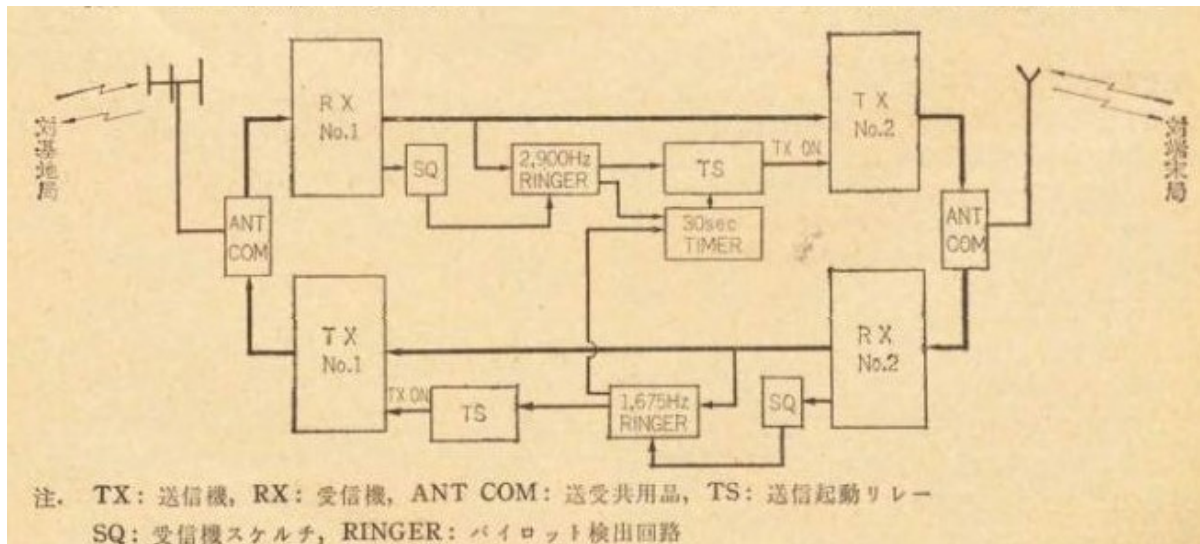 RX
No.1
TX
No.2
2,900Hz
RINGER
SQ
TS
TX ON
30sec
TIMER
対基地局
ANT
COM
ANT
COM
対端末局
TX
No.1
RX
No.2
TX ON
TS
1,675Hz
RINGER
SQ
注. TX: 送信機, RX: 受信機, ANT COM: 送受共用品, TS: 送信起動リレー
SQ: 受信機スケルチ, RINGER: パイロット検出回路